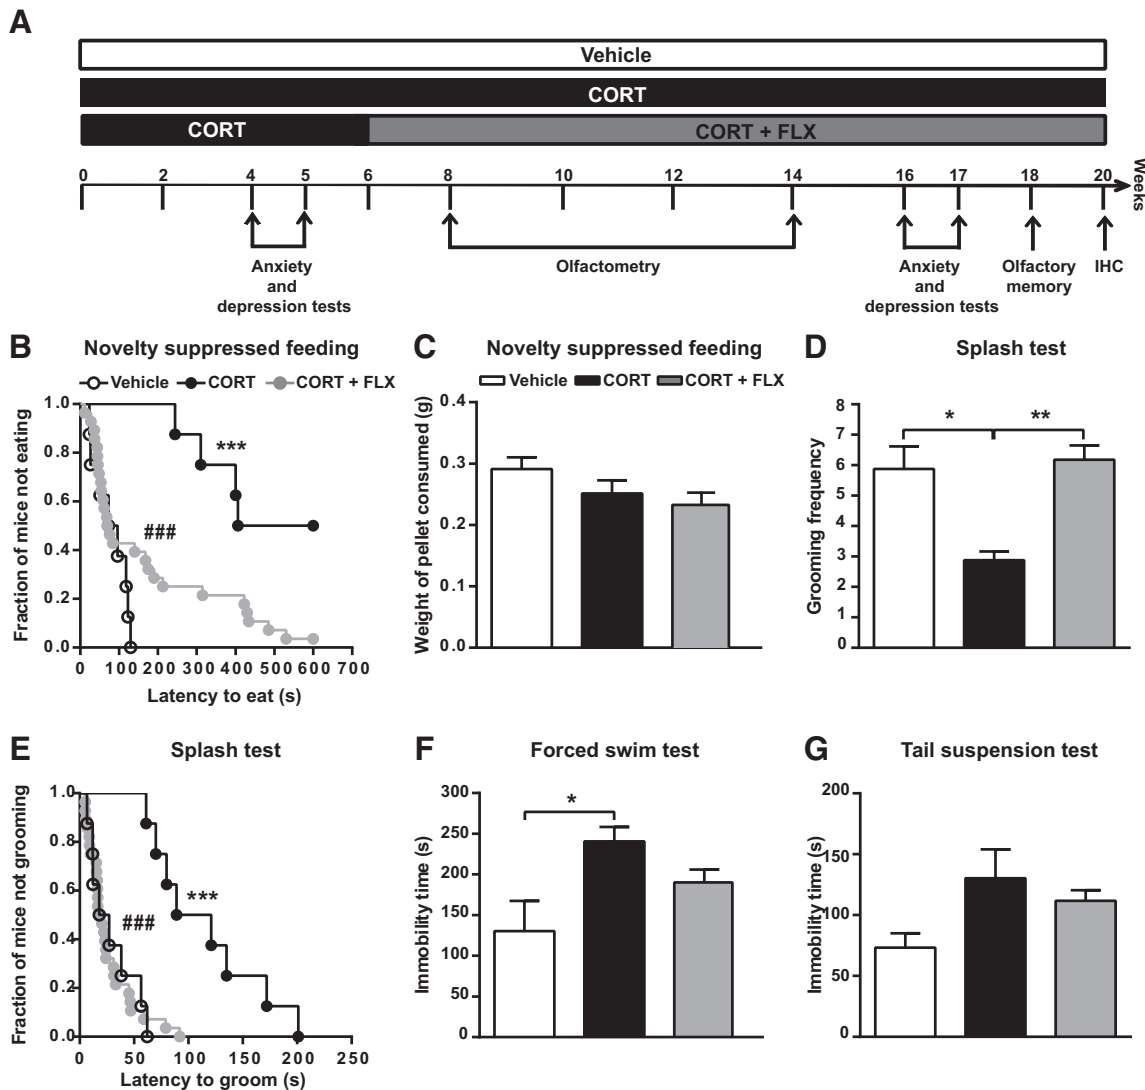 A
Vehicle
CORT
CORT
CORT + FLX
0 2 4 5 6 8 10 12 14 16 17 18 20
Weeks
Anxiety
and
depression tests
Olfactometry
Anxiety
and
depression tests
Olfactory
memory
IHC
B
Novelty suppressed feeding
Vehicle CORT CORT + FLX
Fraction of mice not eating
1.0
0.8
0.6
0.4
0.2
0.0
***
###
0 100 200 300 400 500 600 700
Latency to eat (s)
C
Novelty suppressed feeding
Vehicle CORT CORT + FLX
Weight of pellet consumed (g)
0.4
0.3
0.2
0.1
0.0
D
Splash test
Grooming frequency
8
7
6
5
4
3
2
1
0
* **
E
Splash test
Fraction of mice not grooming
1.0
0.8
0.6
0.4
0.2
0.0
***
###
0 50 100 150 200 250
Latency to groom (s)
F
Forced swim test
Immobility time (s)
300
250
200
150
100
50
0
*
G
Tail suspension test
Immobility time (s)
200
150
100
50
0